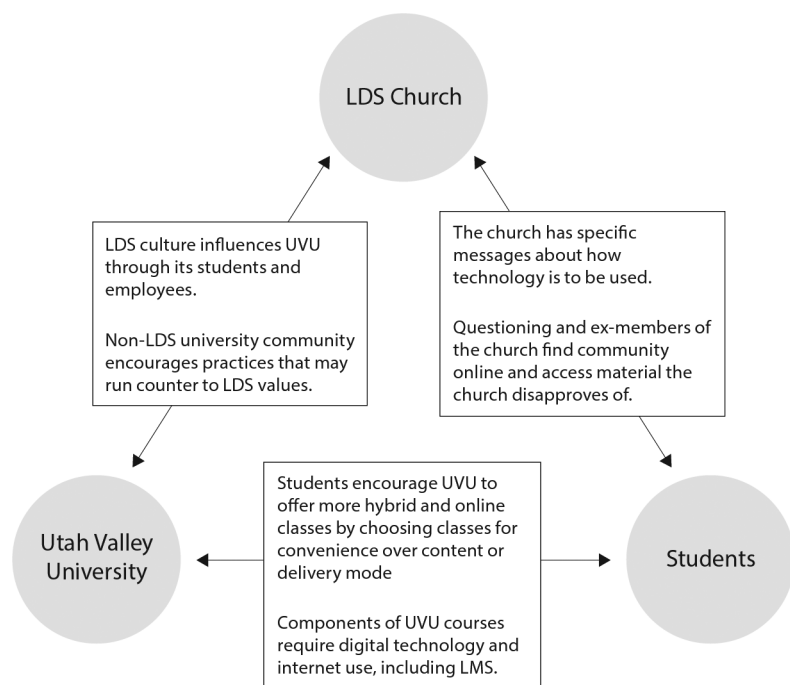 LDS Church
LDS culture influences UVU
through its students and
employees.
Non-LDS university community
encourages practices that may
run counter to LDS values.
The church has specific
messages about how
technology is to be used.
Questioning and ex-members of
the church find community
online and access material the
church disapproves of.
Utah Valley
University
Students encourage UVU to
offer more hybrid and online
classes by choosing classes for
convenience over content or
delivery mode
Components of UVU courses
require digital technology and
internet use, including LMS.
Students